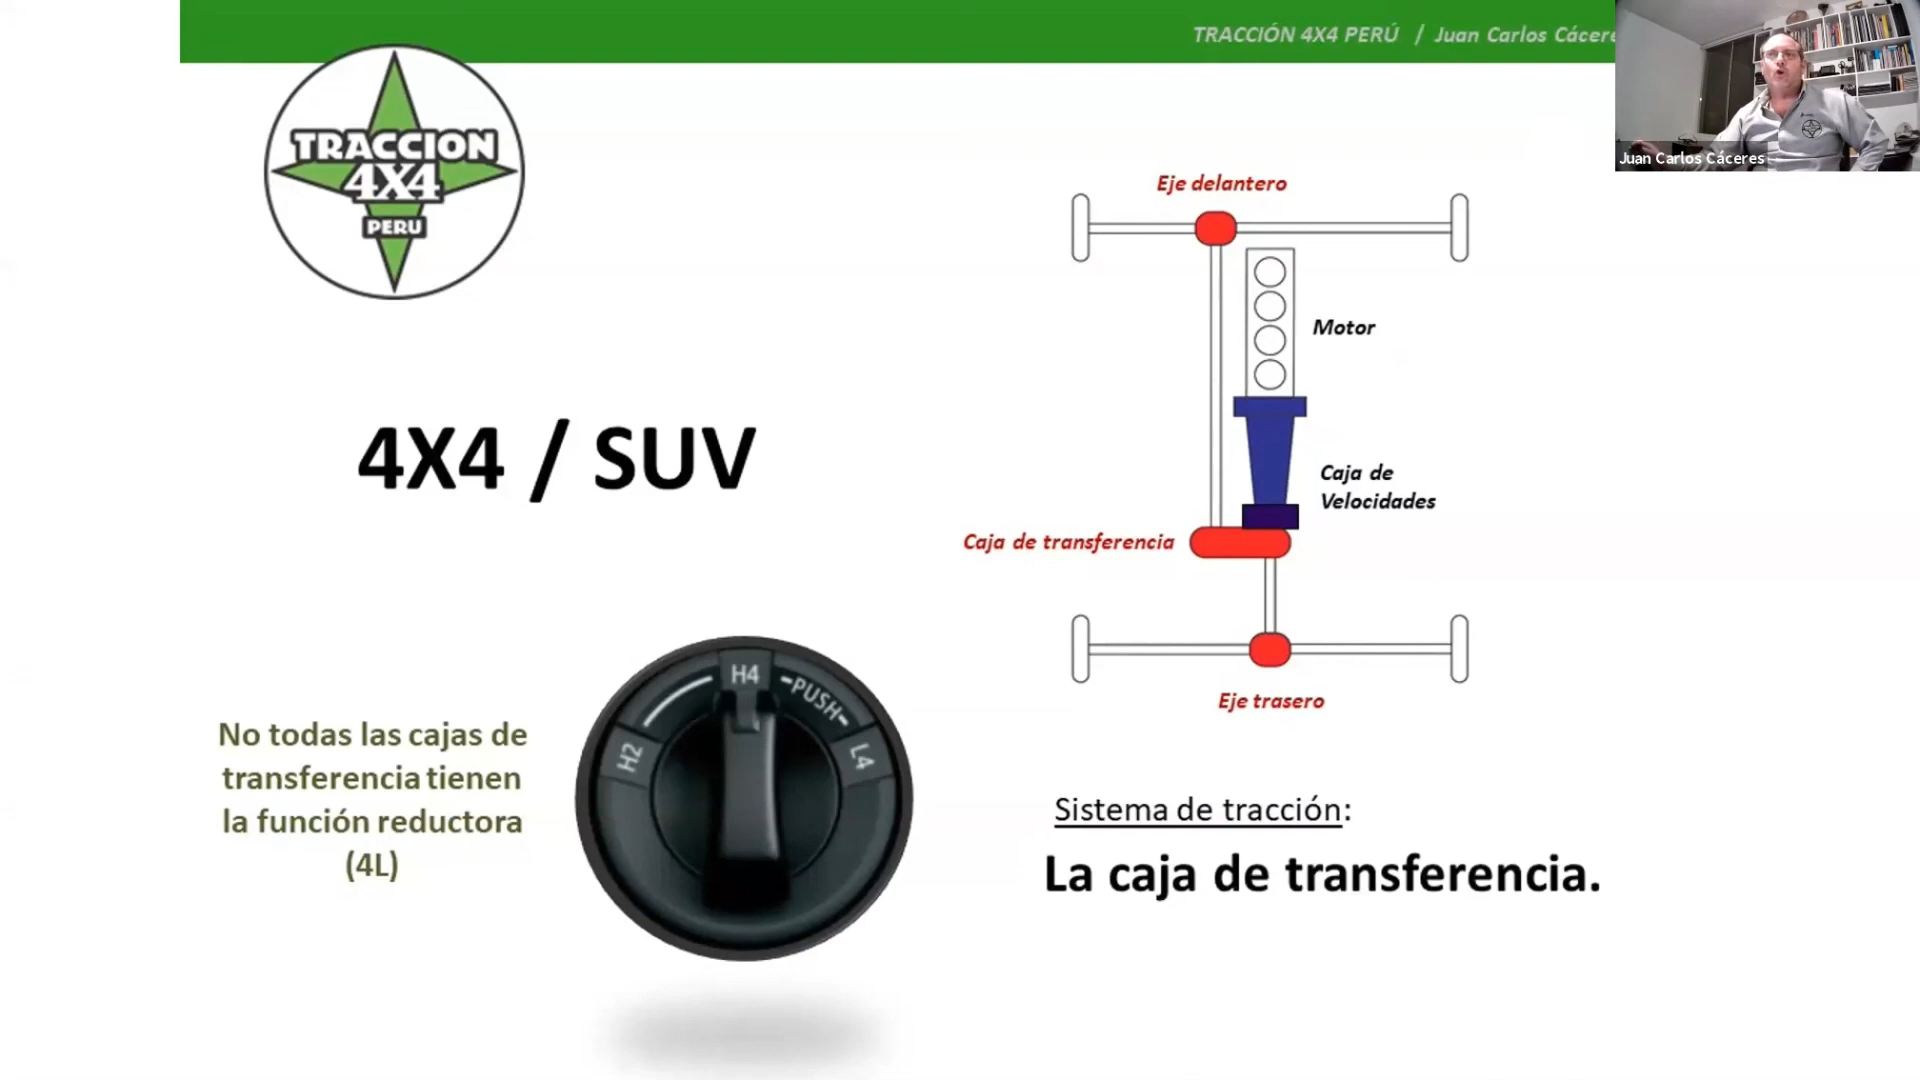 TRACCIÓN 4X4 PERÚ / Juan Carlos Cácere
Juan Carlos Cáceres
TRACCION
4X4
PERU
Eje delantero
Motor
4X4 / SUV
Caja de
Velocidades
Caja de transferencia
Eje trasero
H4
-PUSH-
H2
L4
No todas las cajas de
transferencia tienen
la función reductora
(4L)
Sistema de tracción:
La caja de transferencia.